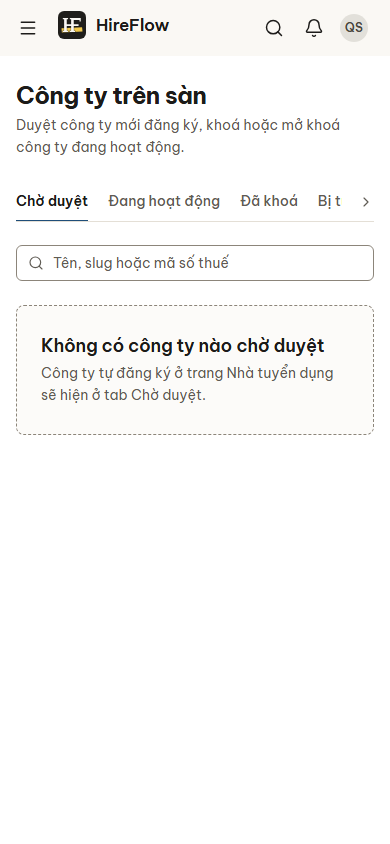 HF
HireFlow
QS
Công ty trên sàn
Duyệt công ty mới đăng ký, khoá hoặc mở khoá
công ty đang hoạt động.
Chờ duyệt
Đang hoạt động
Đã khoá
Bị t
Tên, slug hoặc mã số thuế
Không có công ty nào chờ duyệt
Công ty tự đăng ký ở trang Nhà tuyển dụng
sẽ hiện ở tab Chờ duyệt.